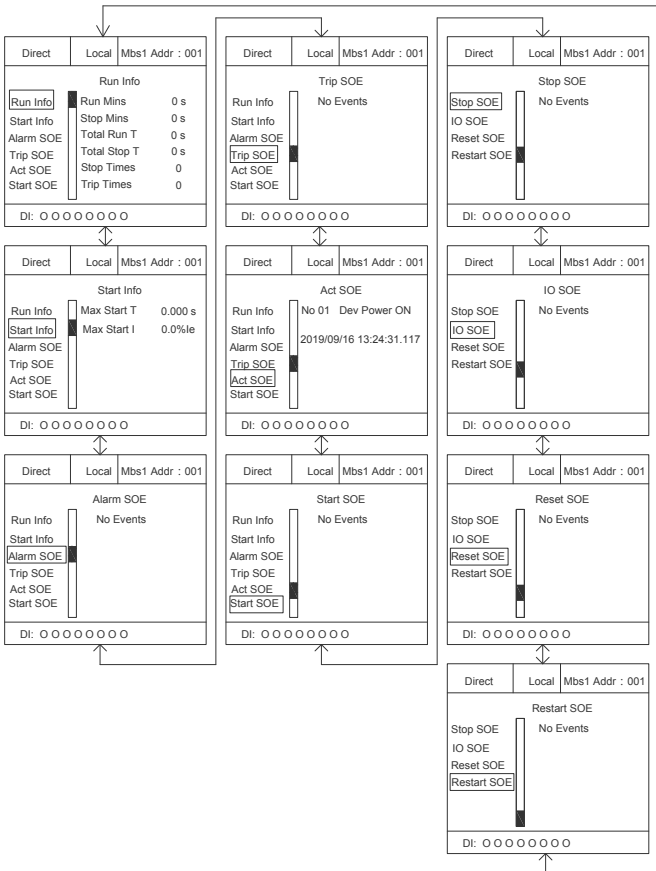 Direct Local Mbs1 Addr : 001
Run Info
Run Info
Start Info
Alarm SOE
Trip SOE
Act SOE
Start SOE
Run Mins 0 s
Stop Mins 0 s
Total Run T 0 s
Total Stop T 0 s
Stop Times 0
Trip Times 0
DI: O O O O O O O O
Direct Local Mbs1 Addr : 001
Start Info
Run Info
Start Info
Alarm SOE
Trip SOE
Act SOE
Start SOE
Max Start T 0.000 s
Max Start I 0.0%Ie
DI: O O O O O O O O
Direct Local Mbs1 Addr : 001
Alarm SOE
Run Info
Start Info
Alarm SOE
Trip SOE
Act SOE
Start SOE
No Events
DI: O O O O O O O O
Direct Local Mbs1 Addr : 001
Trip SOE
Run Info
Start Info
Alarm SOE
Trip SOE
Act SOE
Start SOE
No Events
DI: O O O O O O O O
Direct Local Mbs1 Addr : 001
Act SOE
Run Info
Start Info
Alarm SOE
Trip SOE
Act SOE
Start SOE
No 01 Dev Power ON
2019/09/16 13:24:31.117
DI: O O O O O O O O
Direct Local Mbs1 Addr : 001
Start SOE
Run Info
Start Info
Alarm SOE
Trip SOE
Act SOE
Start SOE
No Events
DI: O O O O O O O O
Direct Local Mbs1 Addr : 001
Stop SOE
Stop SOE
IO SOE
Reset SOE
Restart SOE
No Events
DI: O O O O O O O O
Direct Local Mbs1 Addr : 001
IO SOE
Stop SOE
IO SOE
Reset SOE
Restart SOE
No Events
DI: O O O O O O O O
Direct Local Mbs1 Addr : 001
Reset SOE
Stop SOE
IO SOE
Reset SOE
Restart SOE
No Events
DI: O O O O O O O O
Direct Local Mbs1 Addr : 001
Restart SOE
Stop SOE
IO SOE
Reset SOE
Restart SOE
No Events
DI: O O O O O O O O